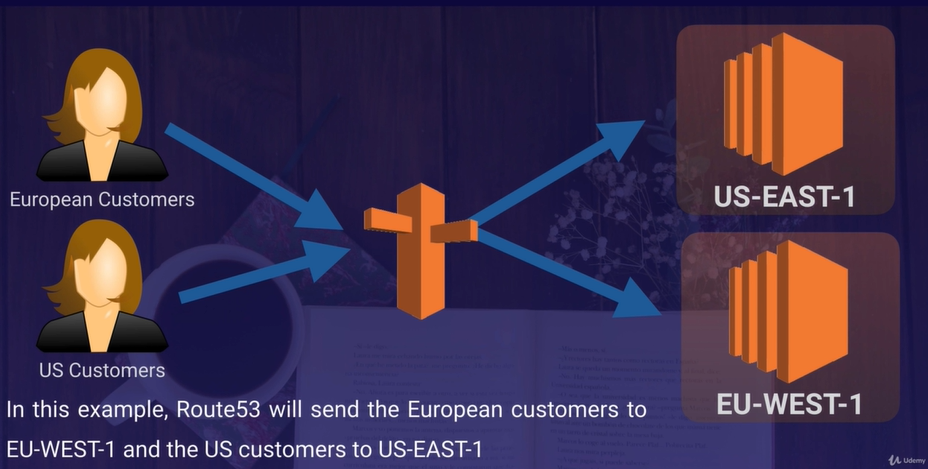 European Customers
US Customers
US-EAST-1
EU-WEST-1
In this example, Route53 will send the European customers to
EU-WEST-1 and the US customers to US-EAST-1
Udemy